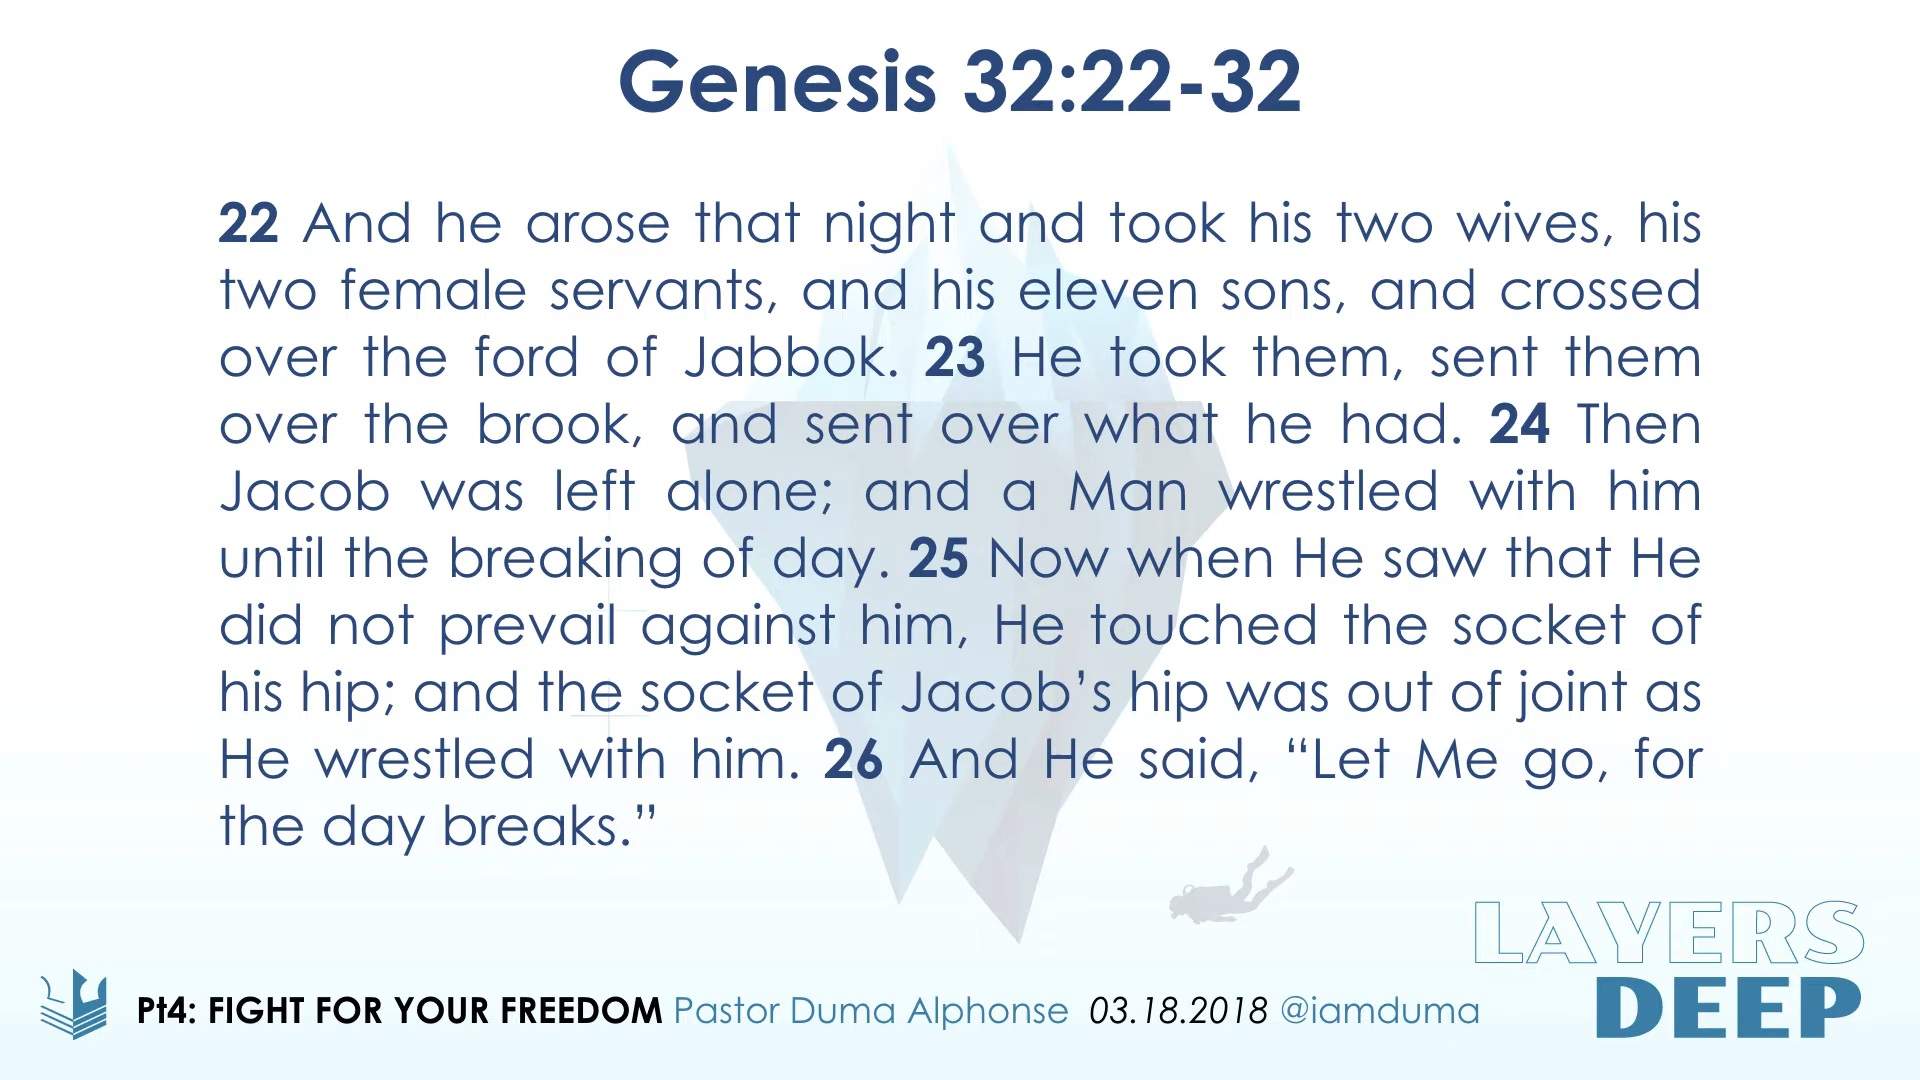 Genesis 32:22-32
22 And he arose that night and took his two wives, his
two female servants, and his eleven sons, and crossed
over the ford of Jabbok. 23 He took them, sent them
over the brook, and sent over what he had. 24 Then
Jacob was left alone; and a Man wrestled with him
until the breaking of day. 25 Now when He saw that He
did not prevail against him, He touched the socket of
his hip; and the socket of Jacob’s hip was out of joint as
He wrestled with him. 26 And He said, “Let Me go, for
the day breaks.”
LAYERS
DEEP
Pt4: FIGHT FOR YOUR FREEDOM Pastor Duma Alphonse 03.18.2018 @iamduma